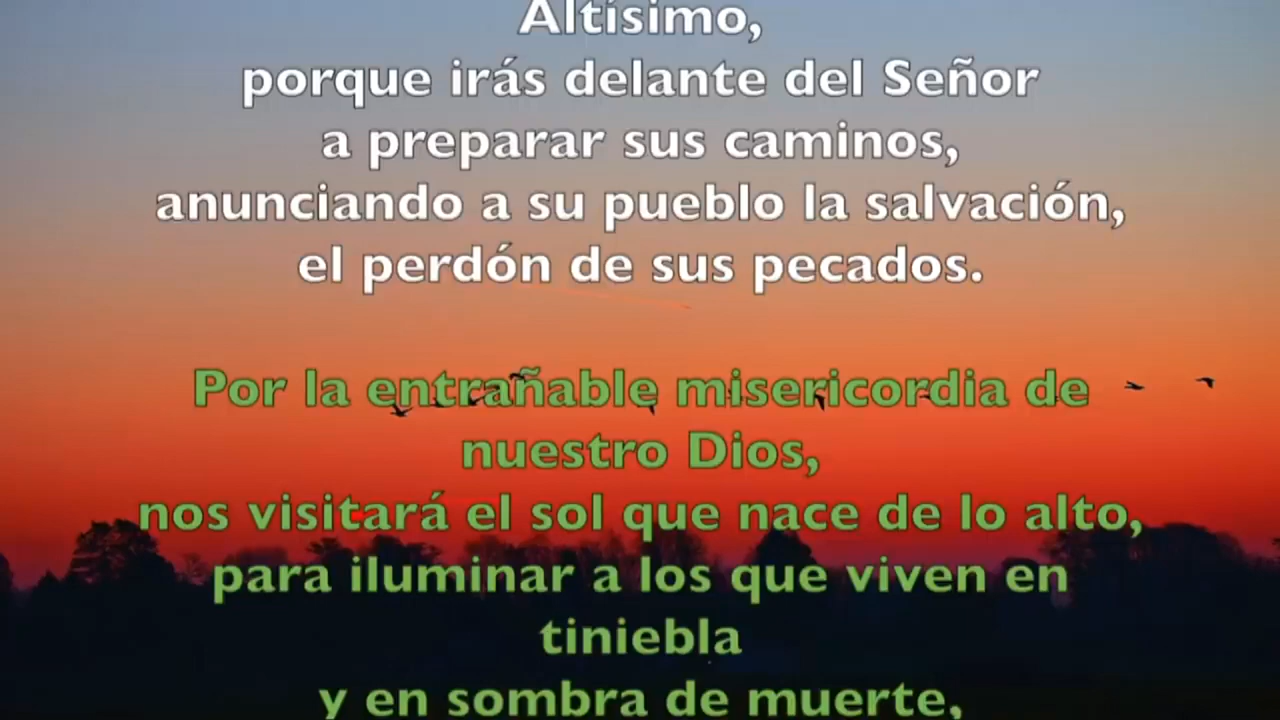 Altísimo,
porque irás delante del Señor
a preparar sus caminos,
anunciando a su pueblo la salvación,
el perdón de sus pecados.
Por la entrañable misericordia de
nuestro Dios,
nos visitará el sol que nace de lo alto,
para iluminar a los que viven en
tiniebla
y en sombra de muerte,